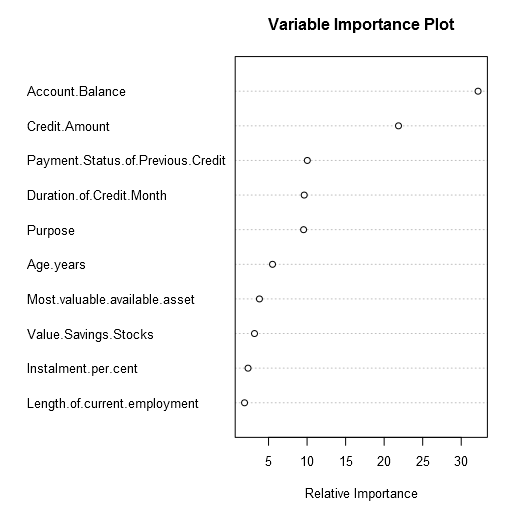 Variable Importance Plot
Account.Balance
Credit.Amount
Payment.Status.of.Previous.Credit
Duration.of.Credit.Month
Purpose
Age.years
Most.valuable.available.asset
Value.Savings.Stocks
Instalment.per.cent
Length.of.current.employment
5 10 15 20 25 30
Relative Importance